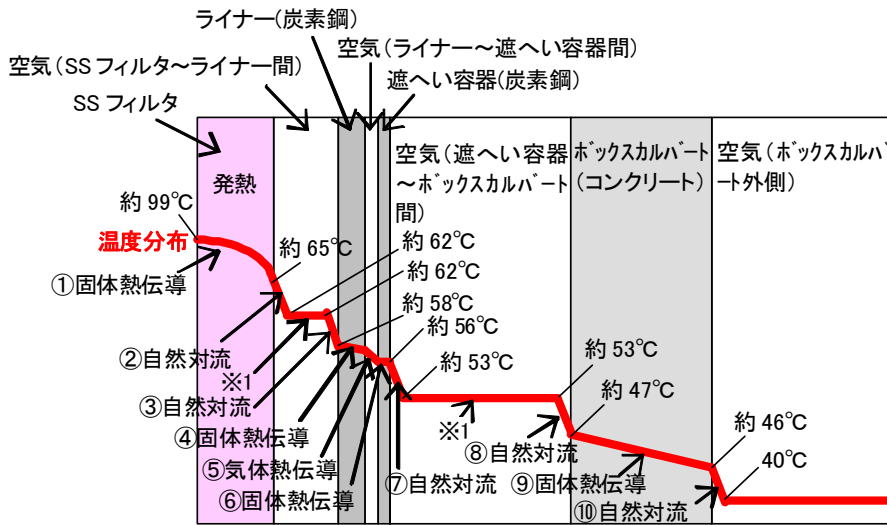 ライナー(炭素鋼)
空気(ライナー～遮へい容器間)
空気(SSフィルタ～ライナー間)
遮へい容器(炭素鋼)
SSフィルタ
発熱
空気(遮へい容器
～ボックスカルバート
間)
ボックスカルバート
(コンクリート)
空気(ボックスカルバ
ート外側)
約99℃
温度分布
約65℃
約62℃
①固体熱伝導
約62℃
約58℃
約56℃
②自然対流
約53℃
約53℃
※1
約47℃
③自然対流
※1
約46℃
④固体熱伝導
⑧自然対流
40℃
⑤気体熱伝導
⑦自然対流
⑨固体熱伝導
⑥固体熱伝導
⑩自然対流